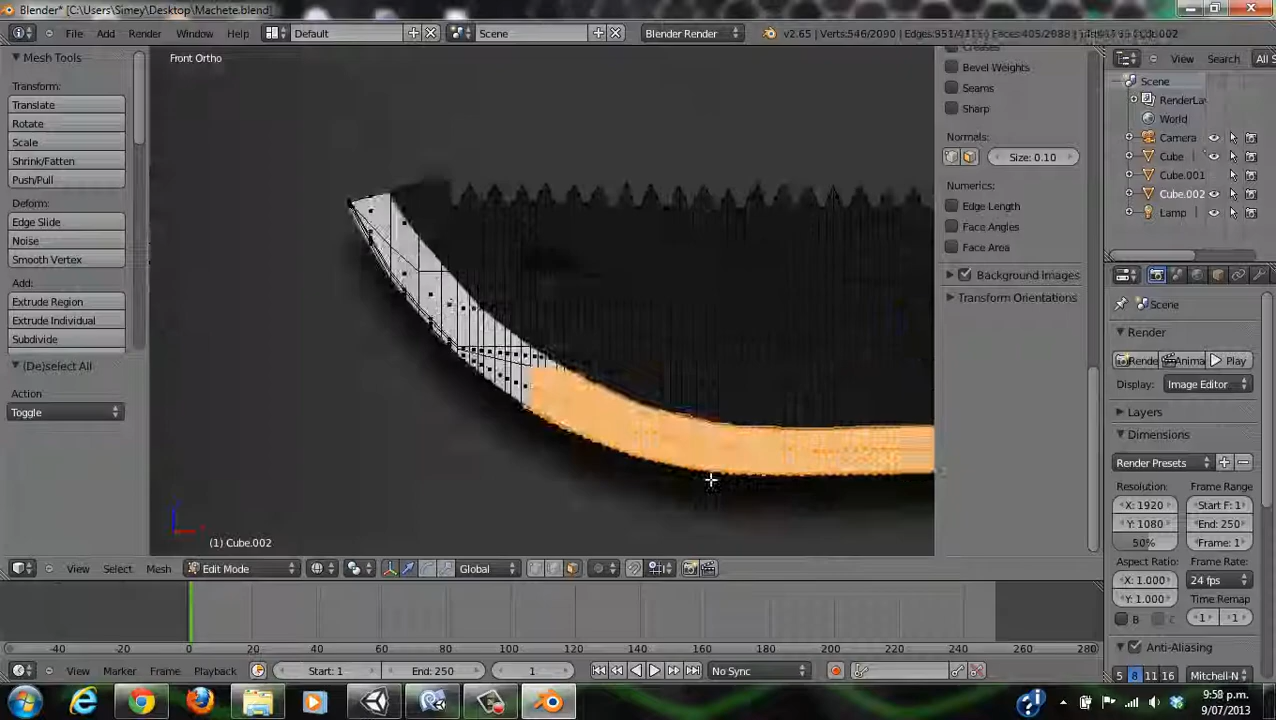 Blender* [C:\Users\Simey\Desktop\Machete.blend]
File Add Render Window Help Default Scene Blender Render v2.65 | Verts:546/2090 |
Mesh Tools
Transform:
Translate
Rotate
Scale
Shrink/Fatten
Push/Pull
Deform:
Edge Slide
Noise
Smooth Vertex
Add:
Extrude Region
Extrude Individual
Subdivide
(De)select All
Action:
Toggle
Front Ortho
(1) Cube.002
Bevel Weights
Seams
Sharp
Normals:
Size: 0.10
Numerics:
Edge Length
Face Angles
Face Area
Background Images
Transform Orientations
View Search All S
Scene
RenderLa
World
Camera
Cube
Cube.001
Cube.002
Lamp
Scene
Render
Rende Anima Play
Display: Image Editor
Layers
Dimensions
Render Presets
Resolution: Frame Range
X: 1920 Start F: 1
Y: 1080 End: 250
50% Frame: 1
Aspect Ratio: Frame Rate:
X: 1.000 24 fps
Y: 1.000 Time Remap
B 1 1
Anti-Aliasing
5 8 11 16 Mitchell-N
View Select Mesh Edit Mode Global
-40 -20 0 20 40 60 80 100 120 140 160 180 200 220 240 260 280
View Marker Frame Playback Start: 1 End: 250 1 No Sync
9:58 p.m.
9/07/2013